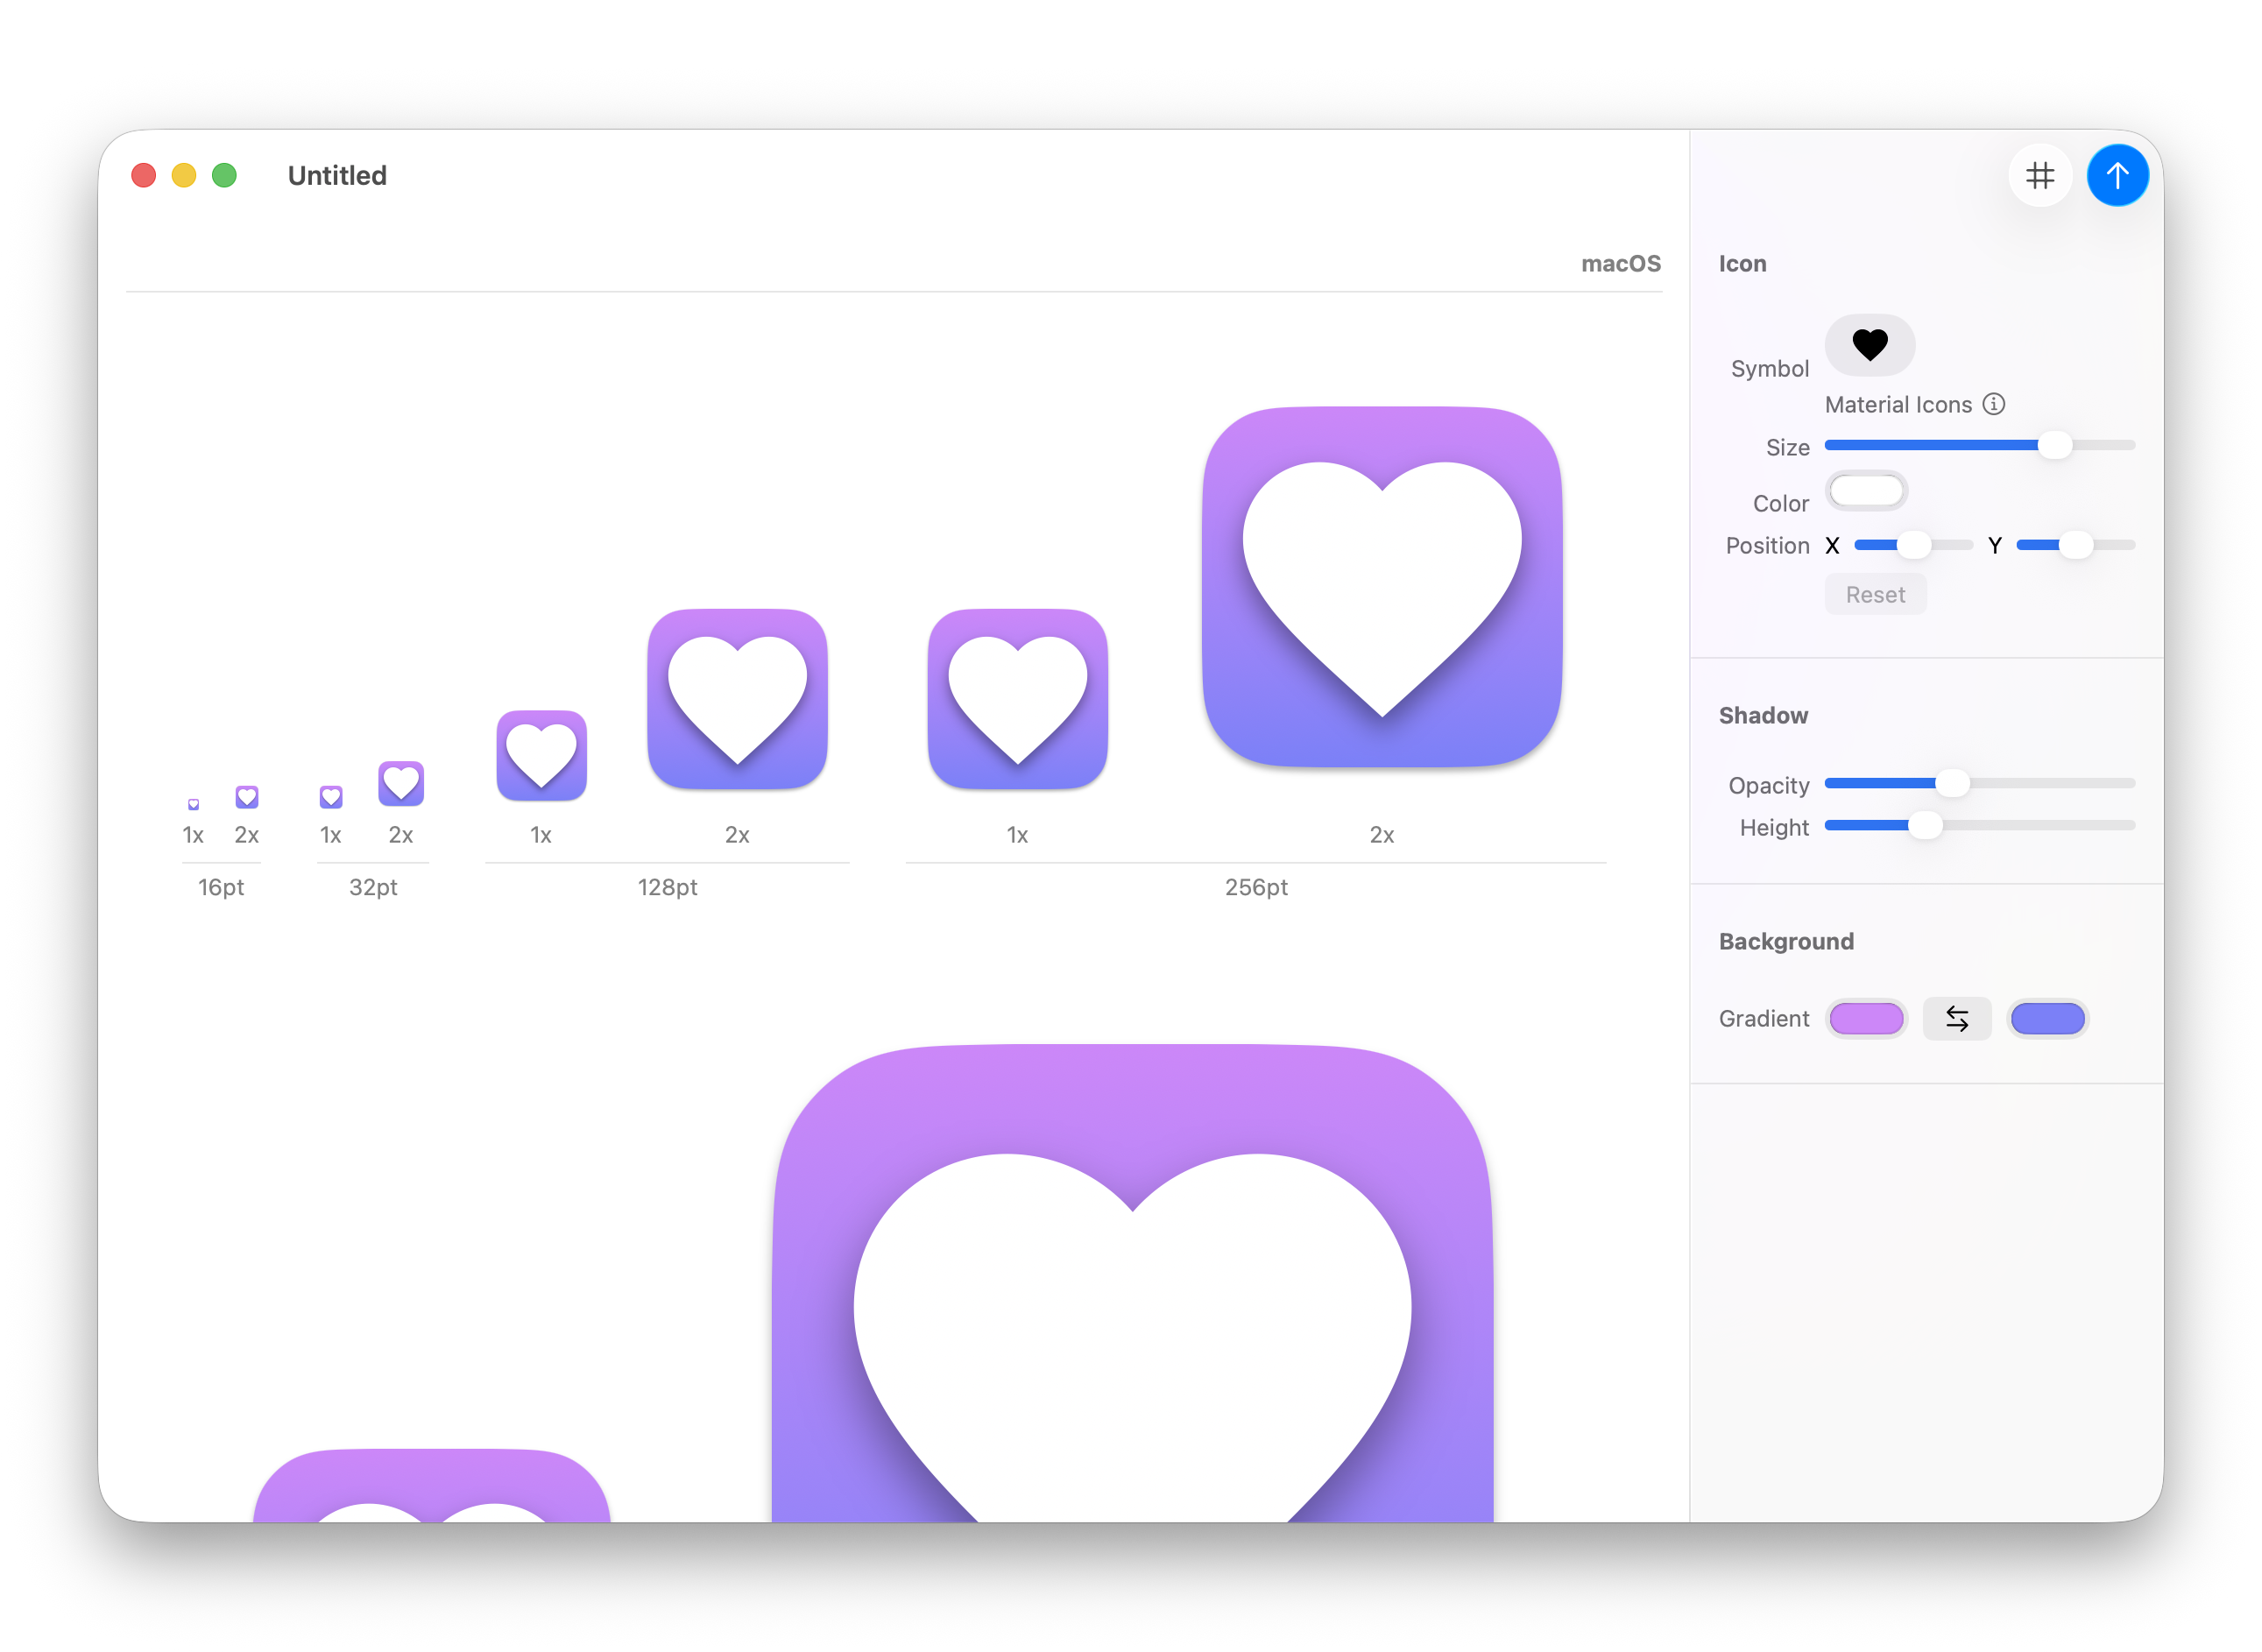 Untitled
macOS
1x 2x 1x 2x 1x 2x 1x 2x
16pt 32pt 128pt 256pt
Icon
Symbol
Material Icons
Size
Color
Position X Y
Reset
Shadow
Opacity
Height
Background
Gradient